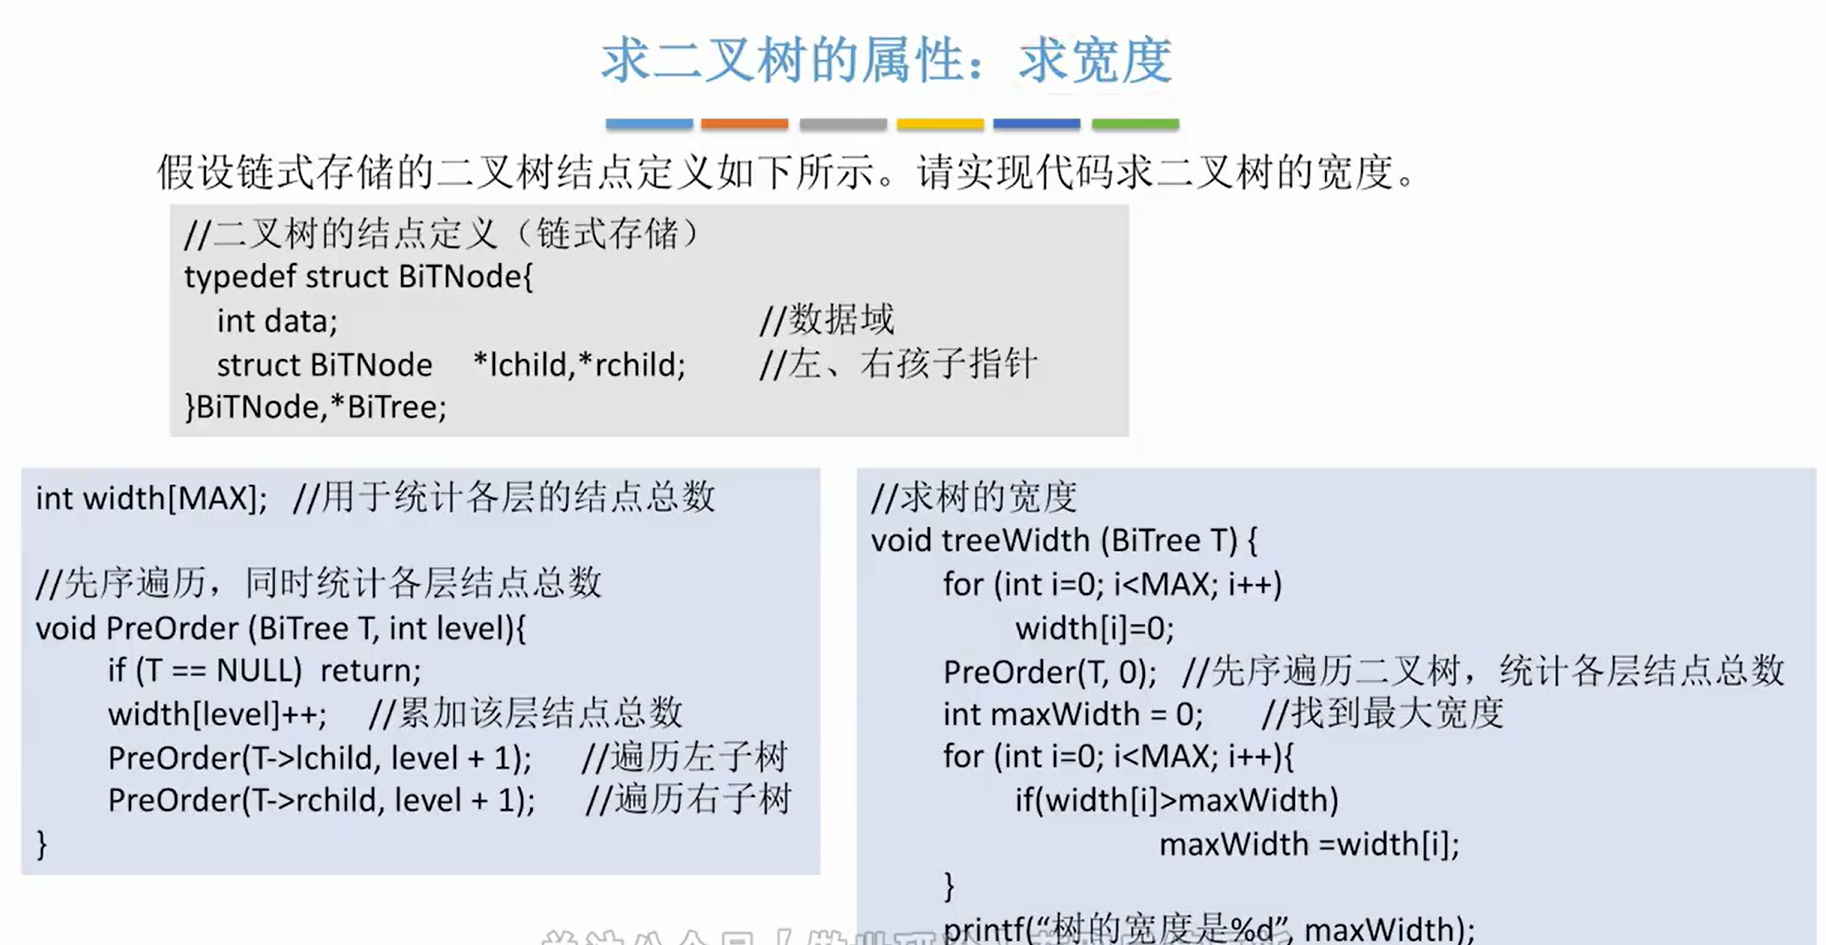 求二叉树的属性：求宽度
假设链式存储的二叉树结点定义如下所示。请实现代码求二叉树的宽度。
//二叉树的结点定义（链式存储）
typedef struct BiTNode{
int data; //数据域
struct BiTNode *lchild,*rchild; //左、右孩子指针
}BiTNode,*BiTree;
int width[MAX]; //用于统计各层的结点总数
//先序遍历，同时统计各层结点总数
void PreOrder (BiTree T, int level){
if (T == NULL) return;
width[level]++; //累加该层结点总数
PreOrder(T->lchild, level + 1); //遍历左子树
PreOrder(T->rchild, level + 1); //遍历右子树
}
//求树的宽度
void treeWidth (BiTree T) {
for (int i=0; i<MAX; i++)
width[i]=0;
PreOrder(T, 0); //先序遍历二叉树，统计各层结点总数
int maxWidth = 0; //找到最大宽度
for (int i=0; i<MAX; i++){
if(width[i]>maxWidth)
maxWidth =width[i];
}
printf(“树的宽度是%d”, maxWidth);